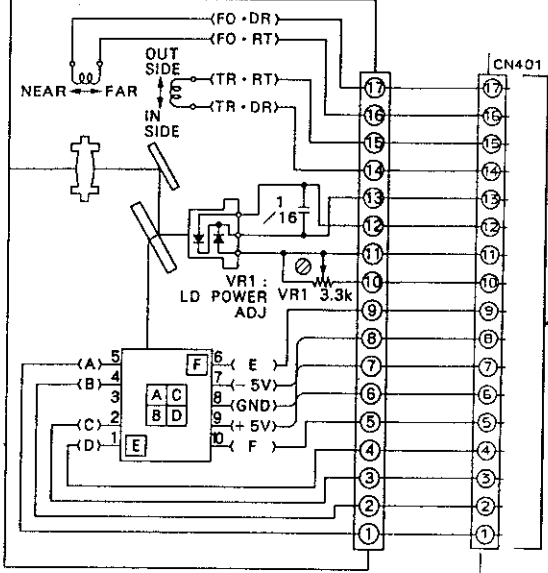 (FO・DR)
(FO・RT)
OUT SIDE
(TR・RT)
NEAR FAR
(TR・DR)
IN SIDE
CN401
17 17
16 16
15 15
14 14
13 13
12 12
11 11
10 10
9 9
8 8
7 7
6 6
5 5
4 4
3 3
2 2
1 1
1/16
VR1 :
LD POWER
ADJ
VR1 3.3k
(A) 5
(B) 4
3
(C) 2
(D) 1
F
A C
B D
E
6 ( E )
7 (-5V)
8 (GND)
9 (+5V)
10 ( F )